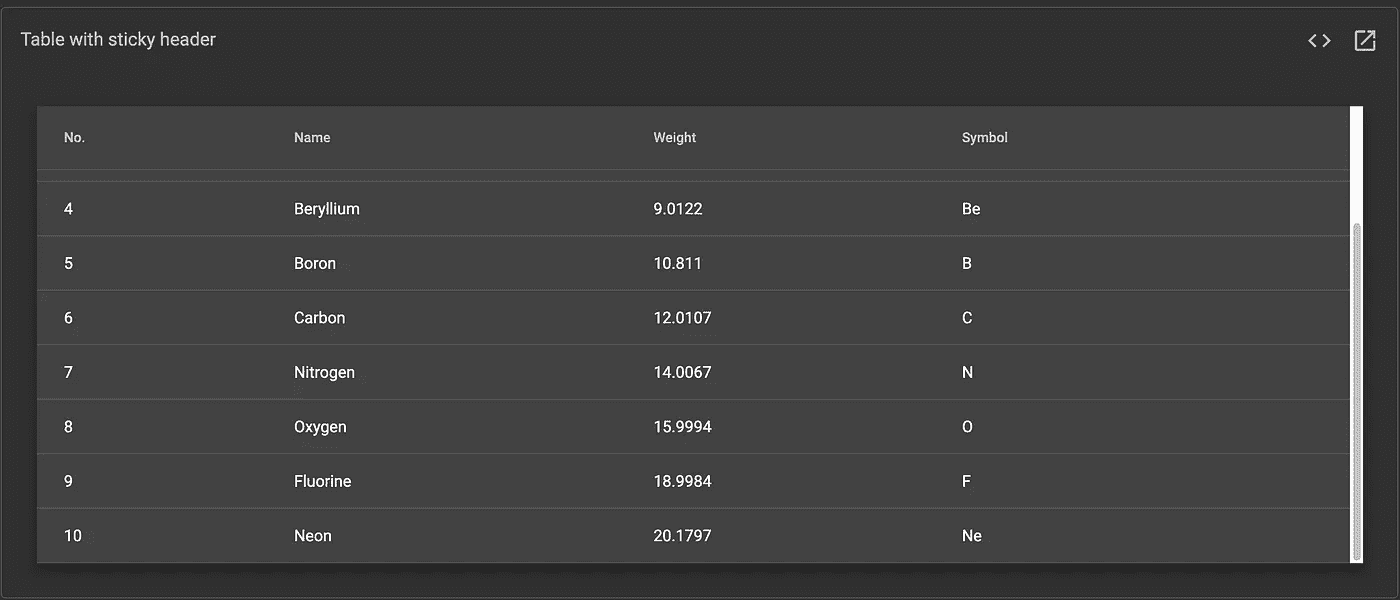 Table with sticky header
No. Name Weight Symbol
4 Beryllium 9.0122 Be
5 Boron 10.811 B
6 Carbon 12.0107 C
7 Nitrogen 14.0067 N
8 Oxygen 15.9994 O
9 Fluorine 18.9984 F
10 Neon 20.1797 Ne